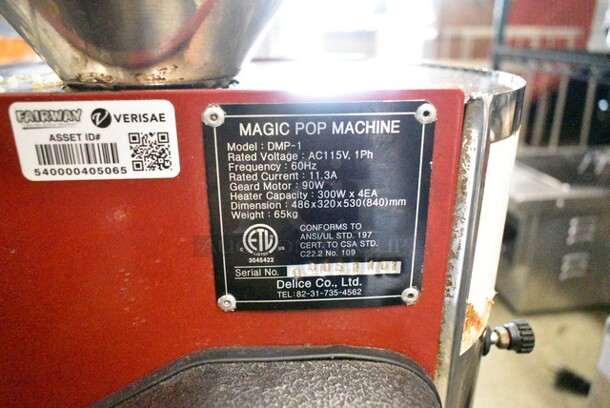 FAIRWAY VERISAE
ASSET ID#
540000405065
MAGIC POP MACHINE
Model : DMP-1
Rated Voltage : AC115V, 1Ph
Frequency : 60Hz
Rated Current : 11.3A
Geard Motor : 90W
Heater Capacity : 300W x 4EA
Dimension : 486x320x530(840)mm
Weight : 65kg
ETL
US
3045422
CONFORMS TO
ANSI/UL STD. 197
CERT. TO CSA STD.
C22.2 No. 109
Serial No.
Delice Co., Ltd.
TEL:82-31-735-4562